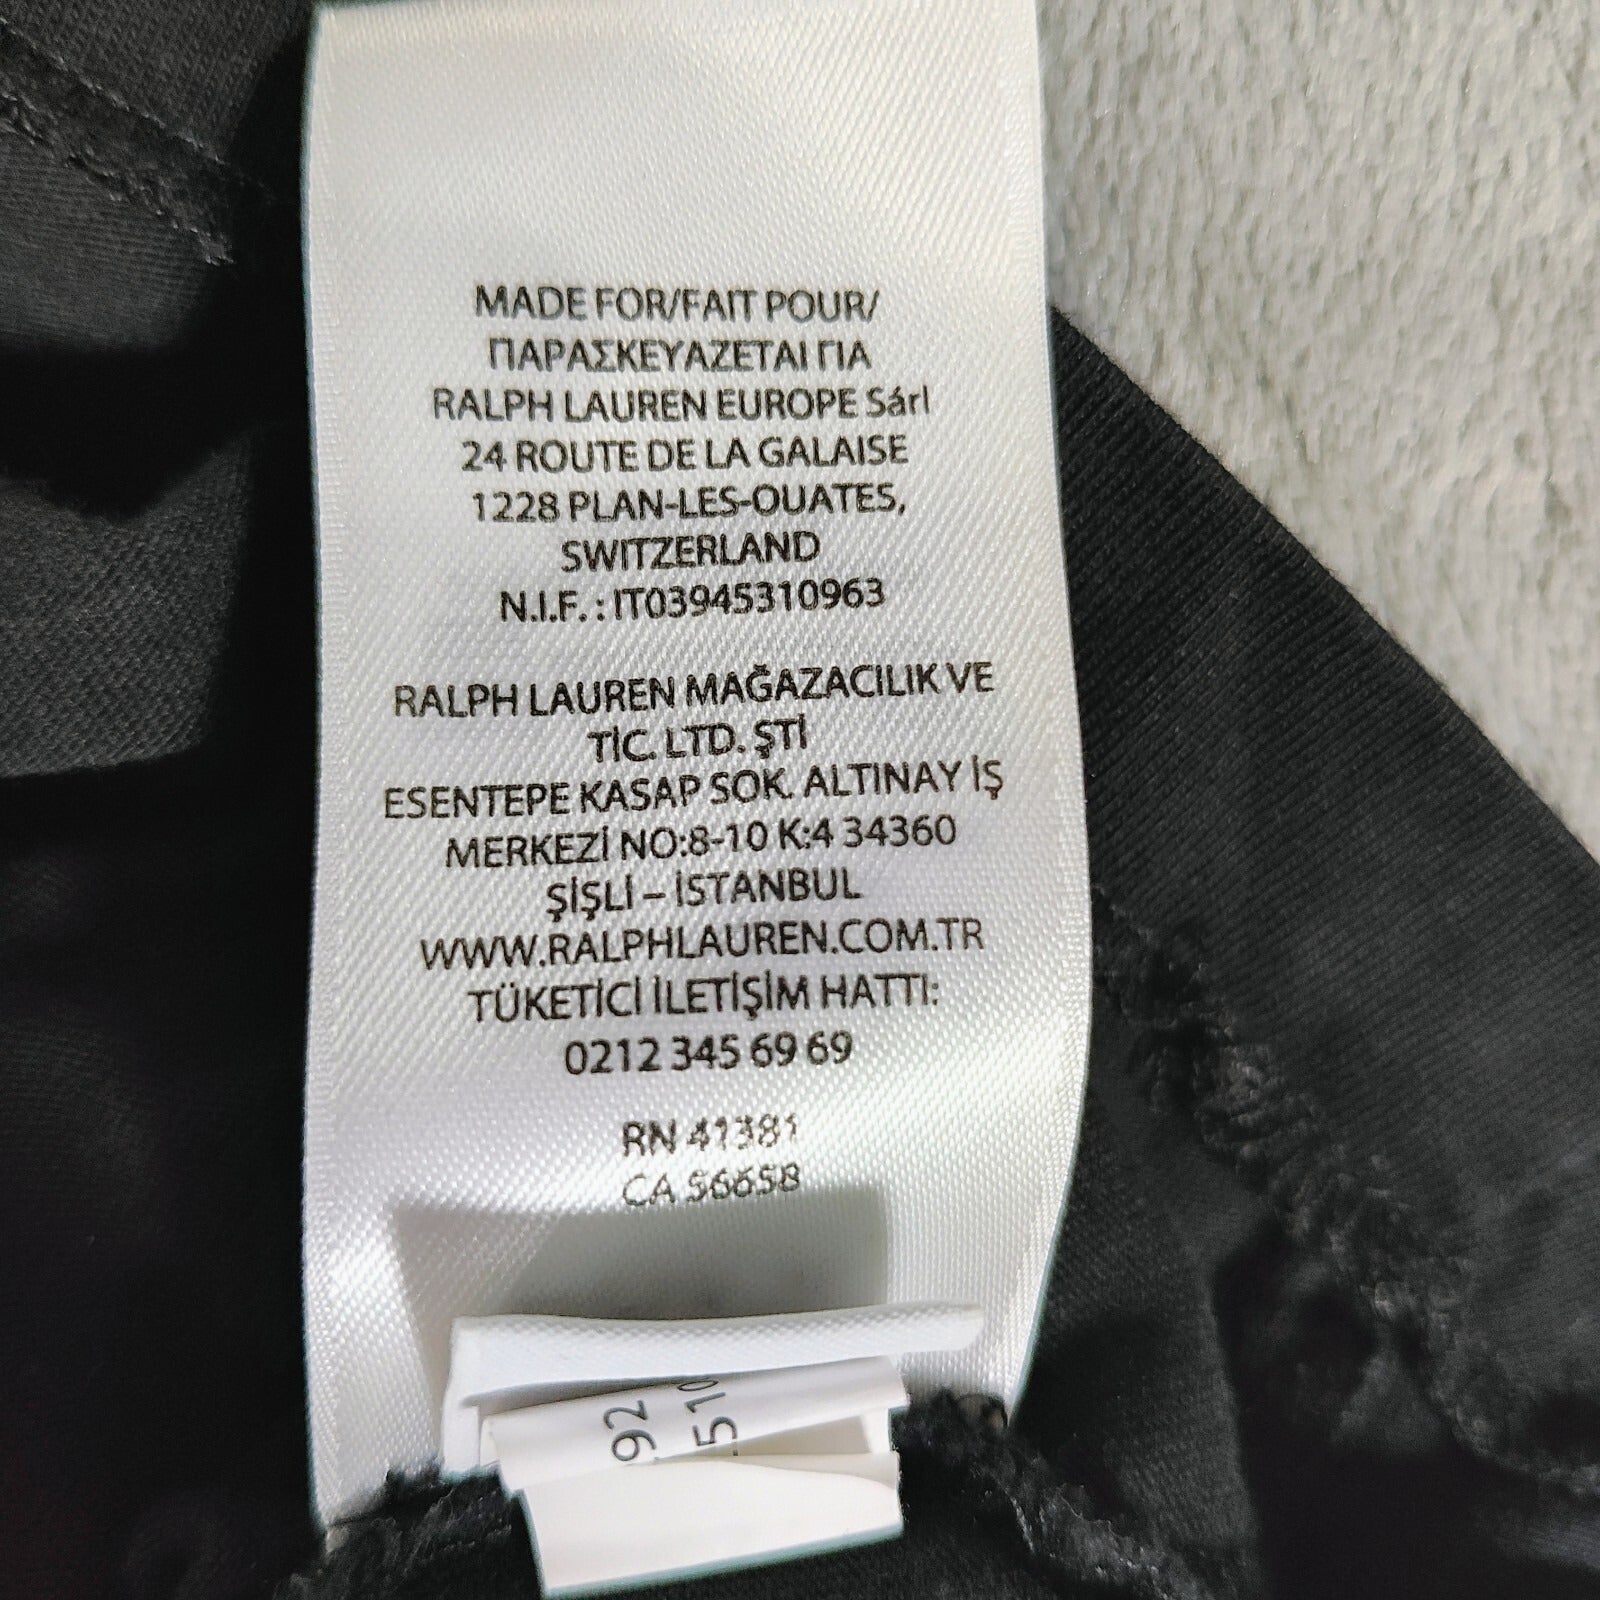 MADE FOR/FAIT POUR/
ΠΑΡΑΣΚΕΥΑΖΕΤΑΙ ΓΙΑ
RALPH LAUREN EUROPE Sárl
24 ROUTE DE LA GALAISE
1228 PLAN-LES-OUATES,
SWITZERLAND
N.I.F. : IT03945310963
RALPH LAUREN MAĞAZACILIK VE
TİC. LTD. ŞTİ
ESENTEPE KASAP SOK. ALTINAY İŞ
MERKEZİ NO:8-10 K:4 34360
ŞİŞLİ – İSTANBUL
WWW.RALPHLAUREN.COM.TR
TÜKETİCİ İLETİŞİM HATTI:
0212 345 69 69
RN 41381
CA 56658
92
510